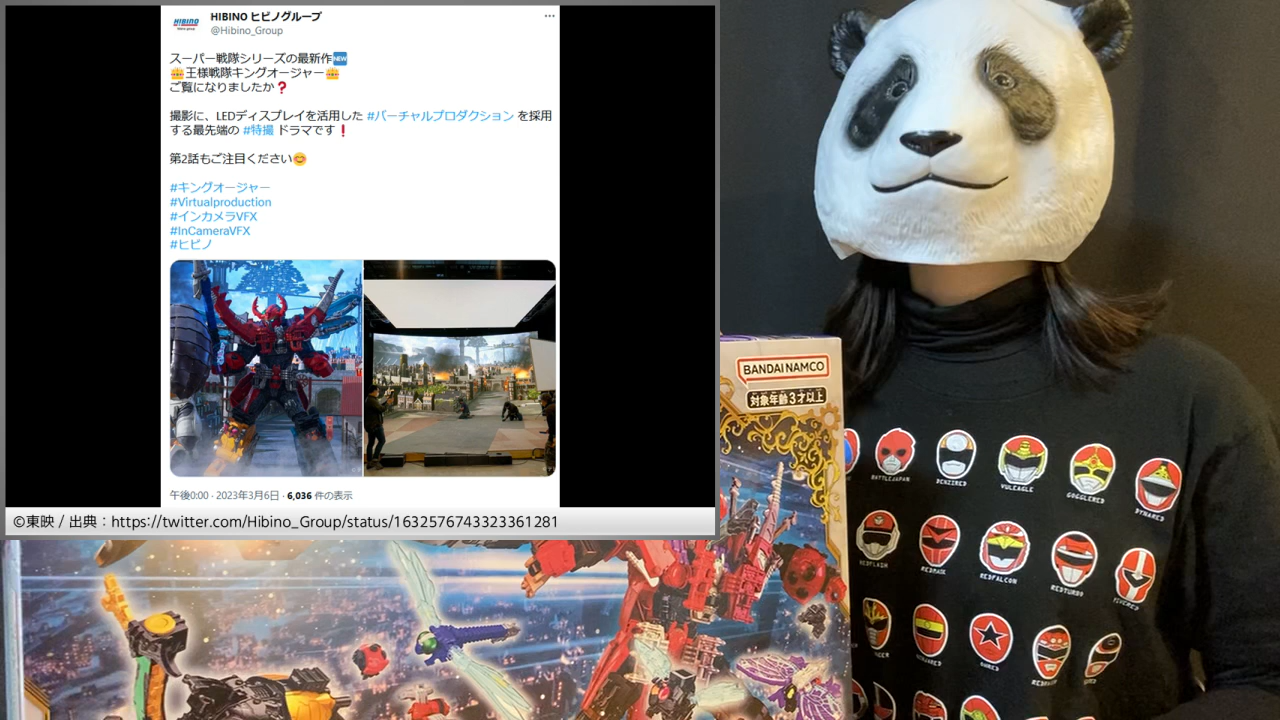 HIBINO ヒビノグループ
@Hibino_Group
スーパー戦隊シリーズの最新作🆕
👑王様戦隊キングオージャー👑
ご覧になりましたか❓
撮影に、LEDディスプレイを活用した #バーチャルプロダクション を採用
する最先端の #特撮 ドラマです❗
第2話もご注目ください😊
#キングオージャー
#Virtualproduction
#インカメラVFX
#InCameraVFX
#ヒビノ
午後0:00 · 2023年3月6日 · 6,036 件の表示
©東映 / 出典：https://twitter.com/Hibino_Group/status/1632576743323361281
BANDAI NAMCO
対象年齢3才以上
BATTLEJAPAN
DENZIRED
VULEAGLE
GOGGLERED
DYNARED
REDFLASH
REDMASK
REDFALCON
REDTURBO
FIVERED